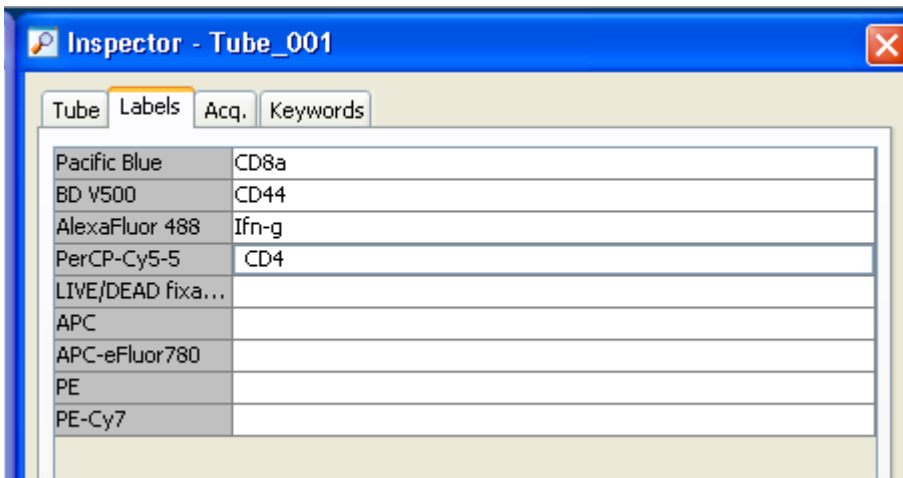 Inspector - Tube_001
Tube Labels Acq. Keywords
Pacific Blue CD8a
BD V500 CD44
AlexaFluor 488 Ifn-g
PerCP-Cy5-5 CD4
LIVE/DEAD fixa...
APC
APC-eFluor780
PE
PE-Cy7